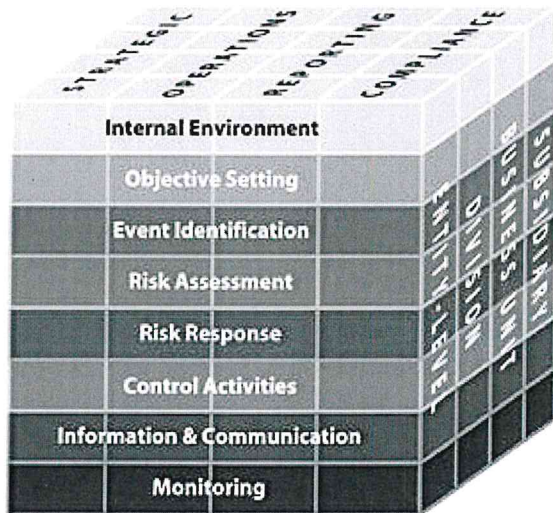 STRATEGIC
OPERATIONS
REPORTING
COMPLIANCE
Internal Environment
Objective Setting
Event Identification
Risk Assessment
Risk Response
Control Activities
Information & Communication
Monitoring
ENTITY-LEVEL
DIVISION
BUSINESS UNIT
SUBSIDIARY